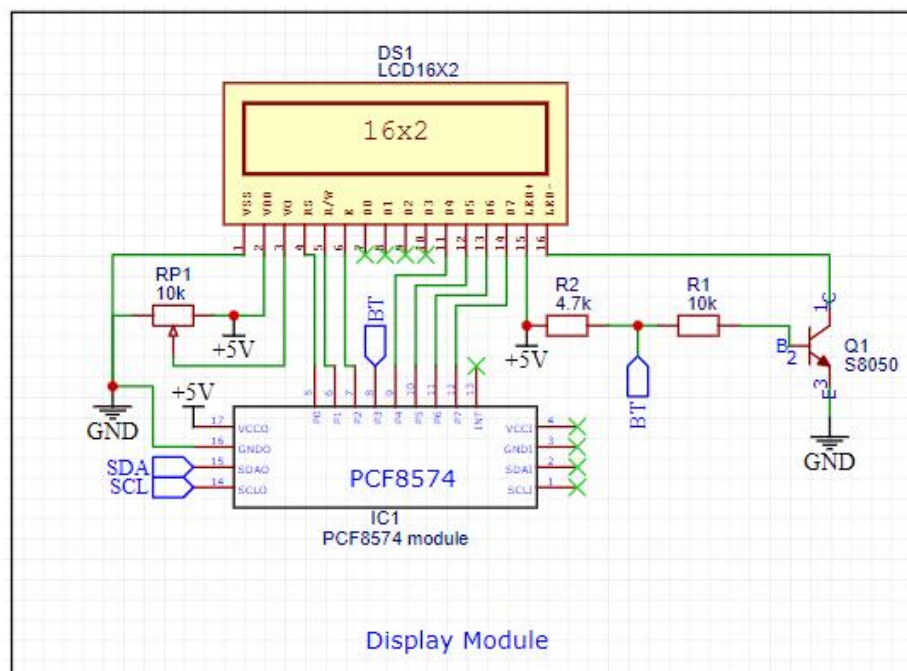 DS1
LCD16X2
16x2
VSS VDD VO RS R/W E D0 D1 D2 D3 D4 D5 D6 D7 LED+ LED-
1 2 3 4 5 6 7 8 9 10 11 12 13 14 15 16
RP1
10k
+5V
BT
R2
4.7k
+5V
R1
10k
BT
1 C
B 2
3 E
Q1
S8050
GND
GND
+5V
5 6 7 8 9 10 11 12 13
P0 P1 P2 P3 P4 P5 P6 P7 INT
17 VCCO
16 GNDO
SDA 15 SDAO
SCL 14 SCLO
VCCI 4
GNDI 3
SDAI 2
SCLI 1
PCF8574
IC1
PCF8574 module
Display Module